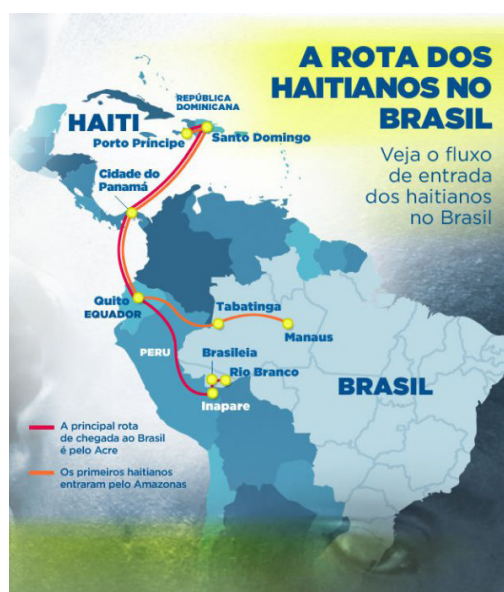 A ROTA DOS
HAITIANOS NO
BRASIL
Veja o fluxo
de entrada
dos haitianos
no Brasil
REPÚBLICA
DOMINICANA
HAITI
Porto Príncipe
Santo Domingo
Cidade do
Panamá
Quito
EQUADOR
Tabatinga
Manaus
PERU
Brasileia
Rio Branco
BRASIL
Inapare
A principal rota
de chegada ao Brasil
é pelo Acre
Os primeiros haitianos
entraram pelo Amazonas